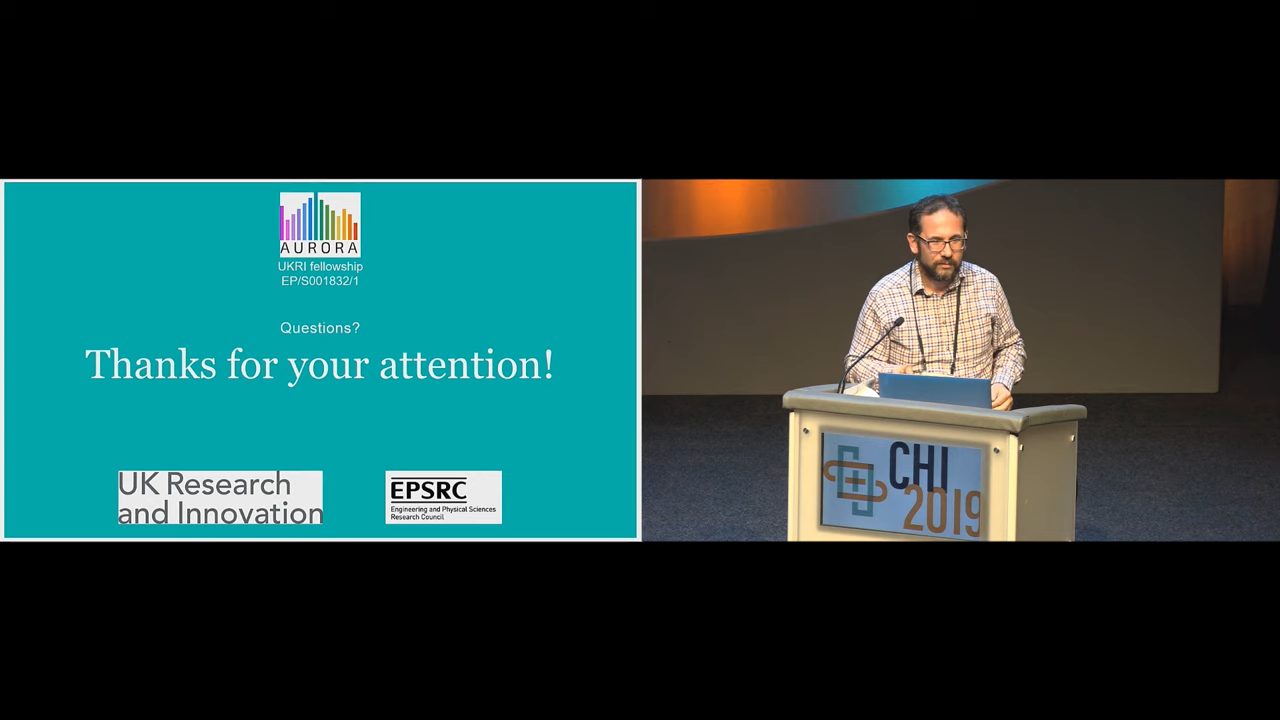 AURORA
UKRI fellowship
EP/S001832/1
Questions?
Thanks for your attention!
UK Research
and Innovation
EPSRC
Engineering and Physical Sciences
Research Council
CHI
2019